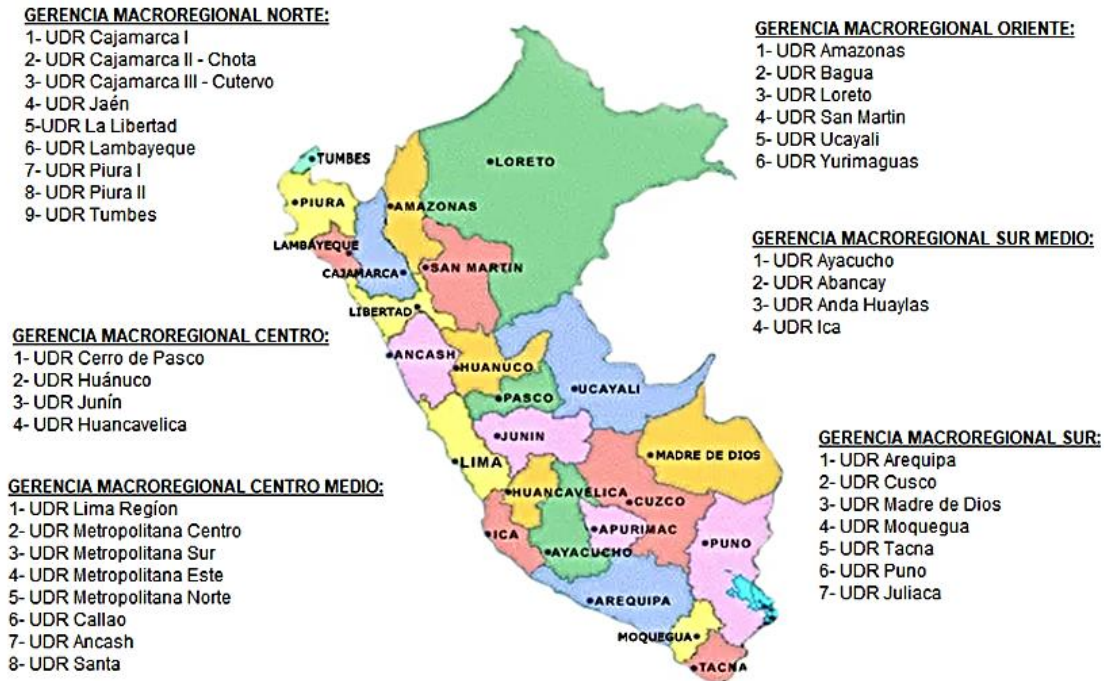 GERENCIA MACROREGIONAL NORTE:
1- UDR Cajamarca I
2- UDR Cajamarca II - Chota
3- UDR Cajamarca III - Cutervo
4- UDR Jaén
5-UDR La Libertad
6- UDR Lambayeque
7- UDR Piura I
8- UDR Piura II
9- UDR Tumbes
GERENCIA MACROREGIONAL CENTRO:
1- UDR Cerro de Pasco
2- UDR Huánuco
3- UDR Junín
4- UDR Huancavelica
GERENCIA MACROREGIONAL CENTRO MEDIO:
1- UDR Lima Regíon
2- UDR Metropolitana Centro
3- UDR Metropolitana Sur
4- UDR Metropolitana Este
5- UDR Metropolitana Norte
6- UDR Callao
7- UDR Ancash
8- UDR Santa
TUMBES
LORETO
PIURA
AMAZONAS
LAMBAYEQUE
CAJAMARCA
SAN MARTIN
LIBERTAD
ANCASH
HUANUCO
UCAYALI
PASCO
JUNIN
LIMA
MADRE DE DIOS
HUANCAVELICA
CUZCO
ICA
APURIMAC
PUNO
AYACUCHO
AREQUIPA
MOQUEGUA
TACNA
GERENCIA MACROREGIONAL ORIENTE:
1- UDR Amazonas
2- UDR Bagua
3- UDR Loreto
4- UDR San Martin
5- UDR Ucayali
6- UDR Yurimaguas
GERENCIA MACROREGIONAL SUR MEDIO:
1- UDR Ayacucho
2- UDR Abancay
3- UDR Anda Huaylas
4- UDR Ica
GERENCIA MACROREGIONAL SUR:
1- UDR Arequipa
2- UDR Cusco
3- UDR Madre de Dios
4- UDR Moquegua
5- UDR Tacna
6- UDR Puno
7- UDR Juliaca